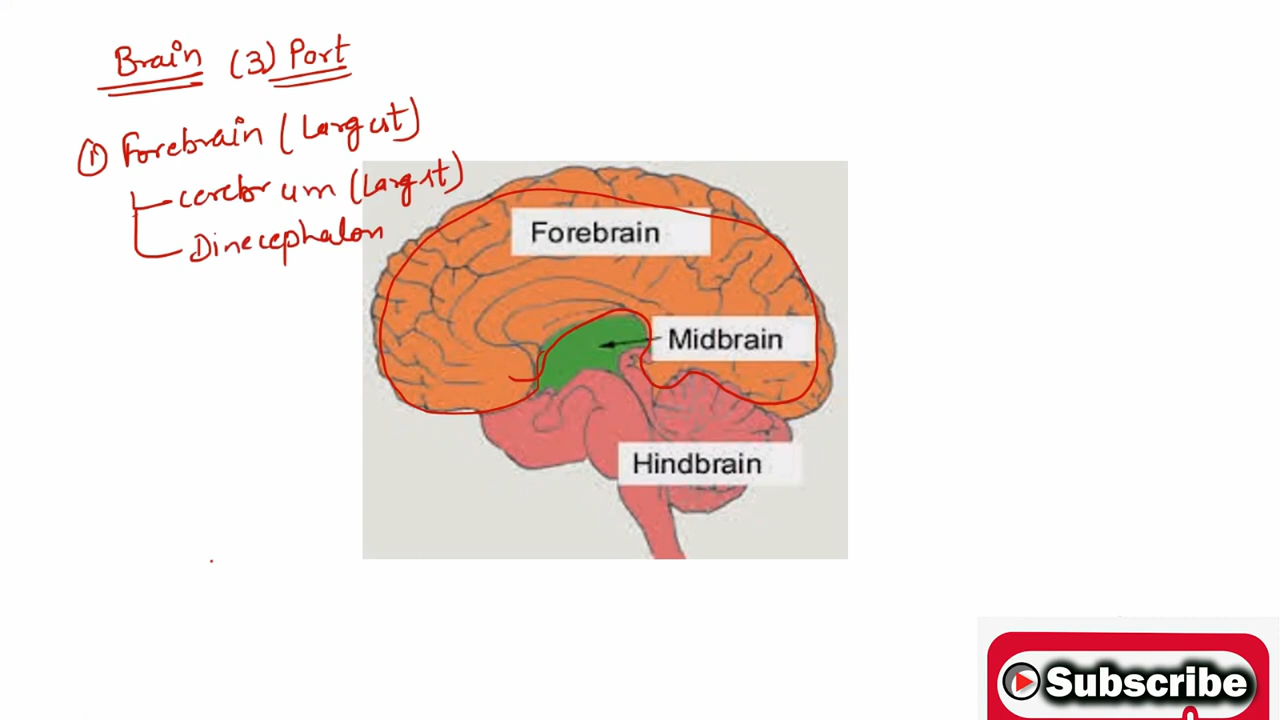 Brain (3) Port
① Forebrain (Largest)
cerebrum (Largest)
Dinecephalon
Forebrain
Midbrain
Hindbrain
Subscribe